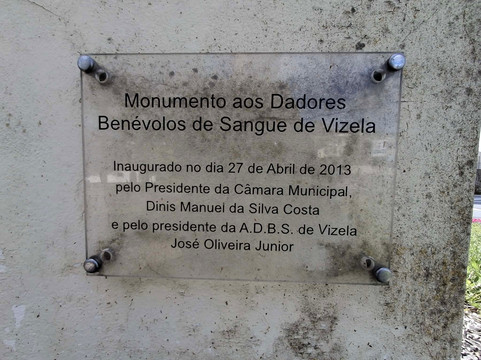 Monumento aos Dadores
Benévolos de Sangue de Vizela
Inaugurado no dia 27 de Abril de 2013
pelo Presidente da Câmara Municipal,
Dinis Manuel da Silva Costa
e pelo presidente da A.D.B.S. de Vizela
José Oliveira Junior